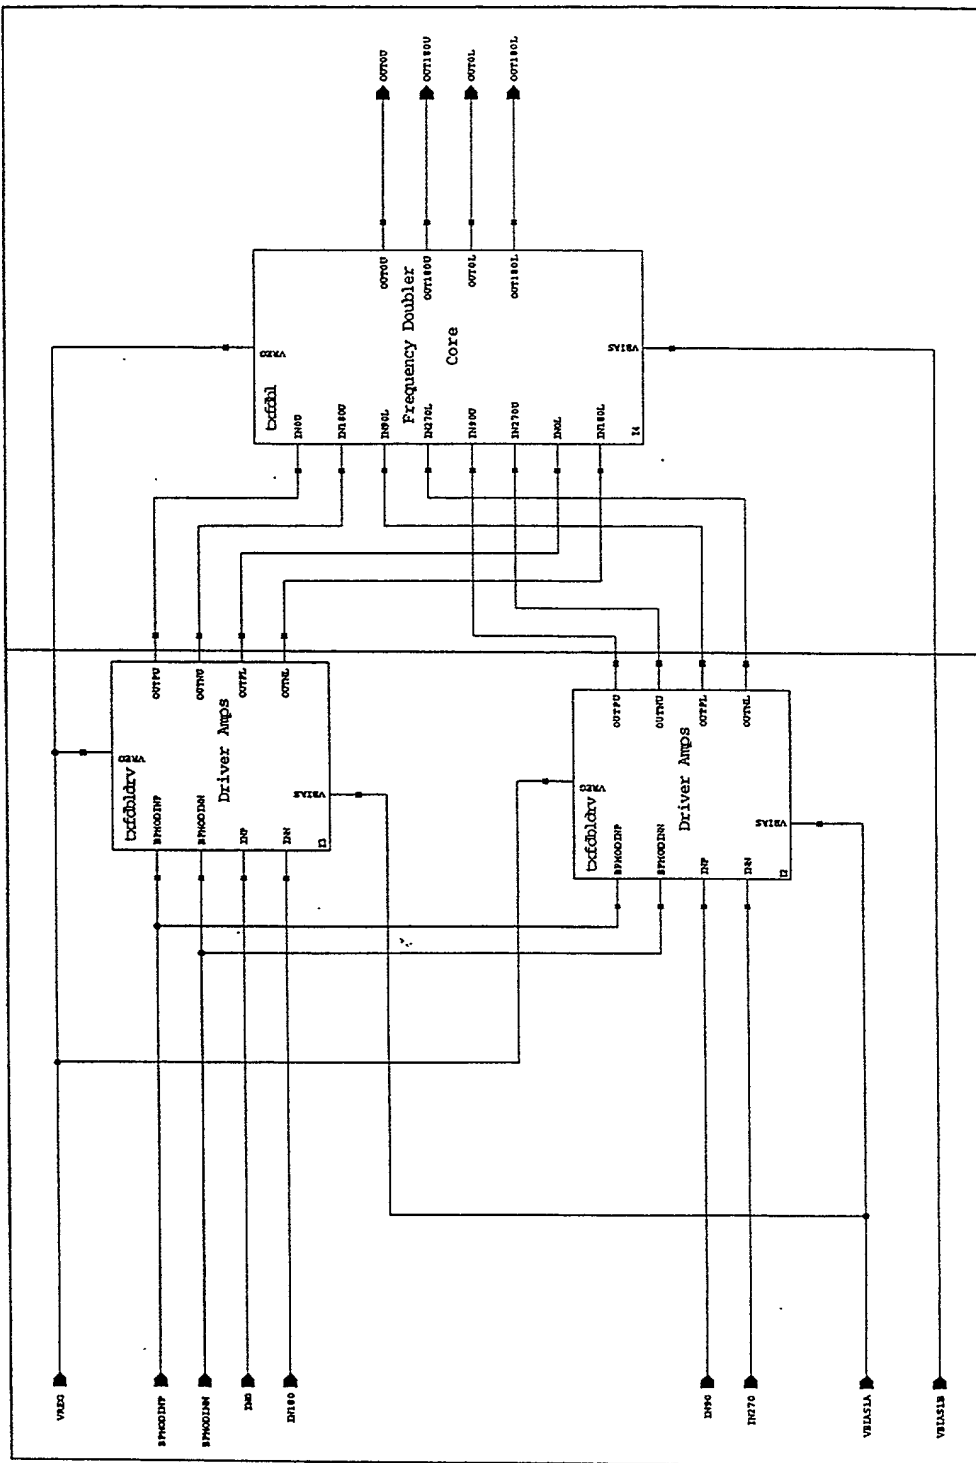 OUT0U
OUT180U
OUT0L
OUT180L
txfdbl
VREG
Frequency Doubler
Core
IN0U
IN180U
IN90L
IN270L
IN90U
IN270U
IN0L
IN180L
OUT0U
OUT180U
OUT0L
OUT180L
VBIAS
I4
txfdbldrv
VREG
Driver Amps
BPMODINP
BPMODINN
INP
INN
OUTPU
OUTNU
OUTPL
OUTNL
VBIAS
I3
txfdbldrv
VREG
Driver Amps
BPMODINP
BPMODINN
INP
INN
OUTPU
OUTNU
OUTPL
OUTNL
VBIAS
I2
VREG
BPMODINP
BPMODINN
IN0
IN180
IN90
IN270
VBIAS1A
VBIAS1B